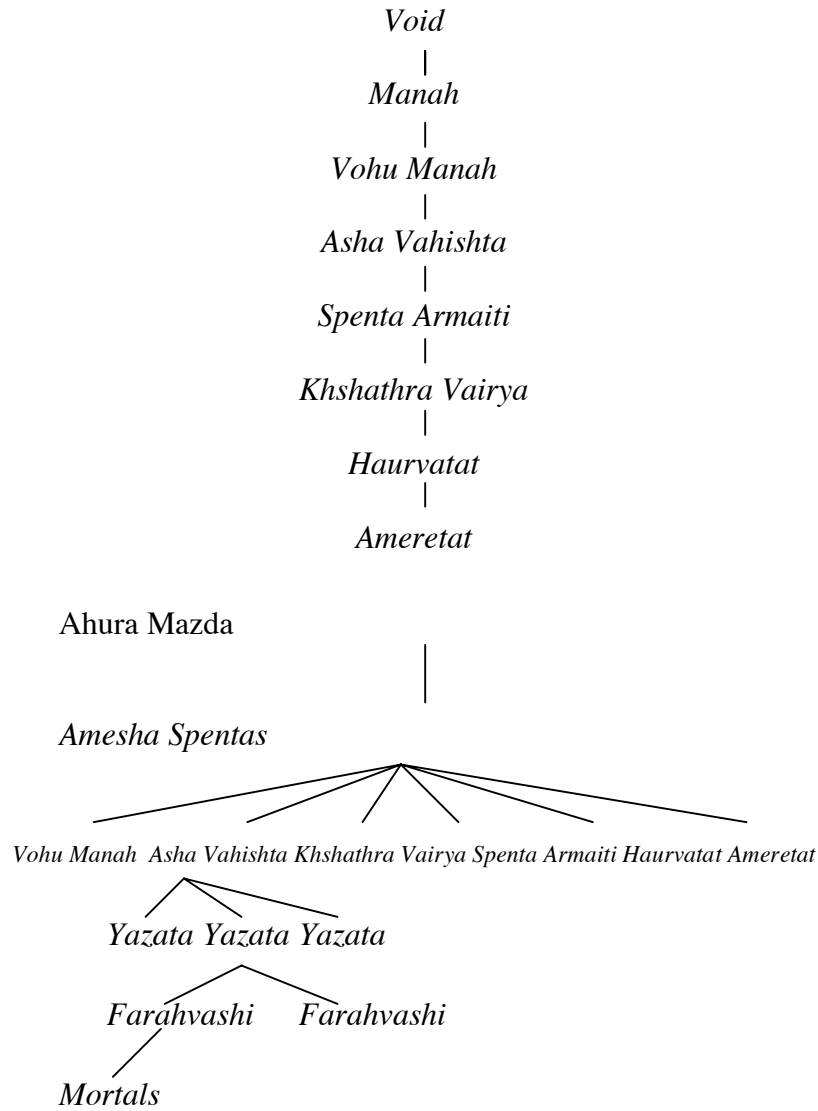 Void
Manah
Vohu Manah
Asha Vahishta
Spenta Armaiti
Khshathra Vairya
Haurvatat
Ameretat
Ahura Mazda
Amesha Spentas
Vohu Manah Asha Vahishta Khshathra Vairya Spenta Armaiti Haurvatat Ameretat
Yazata Yazata Yazata
Farahvashi Farahvashi
Mortals